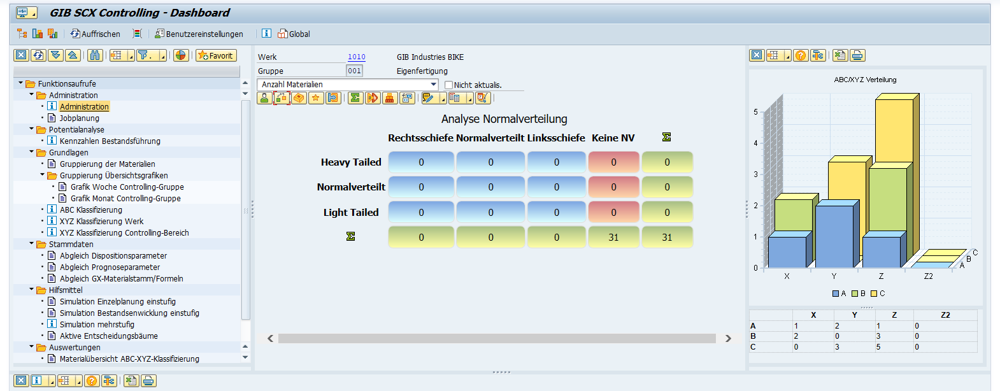 GIB SCX Controlling - Dashboard
Auffrischen Benutzereinstellungen Global
Favorit
Funktionsaufrufe
Administration
Administration
Jobplanung
Potentialanalyse
Kennzahlen Bestandsführung
Grundlagen
Gruppierung der Materialien
Gruppierung Übersichtsgrafiken
Grafik Woche Controlling-Gruppe
Grafik Monat Controlling-Gruppe
ABC Klassifizierung
XYZ Klassifizierung Werk
XYZ Klassifizierung Controlling-Bereich
Stammdaten
Abgleich Dispositionsparameter
Abgleich Prognoseparameter
Abgleich GX-Materialstamm/Formeln
Hilfsmittel
Simulation Einzelplanung einstufig
Simulation Bestandsenwicklung einstufig
Simulation mehrstufig
Aktive Entscheidungsbäume
Auswertungen
Materialübersicht ABC-XYZ-Klassifizierung
Werk 1010 GIB Industries BIKE
Gruppe 001 Eigenfertigung
Anzahl Materialien Nicht aktualis.
Analyse Normalverteilung
Rechtsschiefe Normalverteilt Linksschiefe Keine NV Σ
Heavy Tailed 0 0 0 0 0
Normalverteilt 0 0 0 0 0
Light Tailed 0 0 0 0 0
Σ 0 0 0 31 31
ABC/XYZ Verteilung
5
4
3
2
1
0
X Y Z Z2
A
B
C
A B C
X Y Z Z2
A 1 2 1 0
B 2 0 3 0
C 0 3 5 0